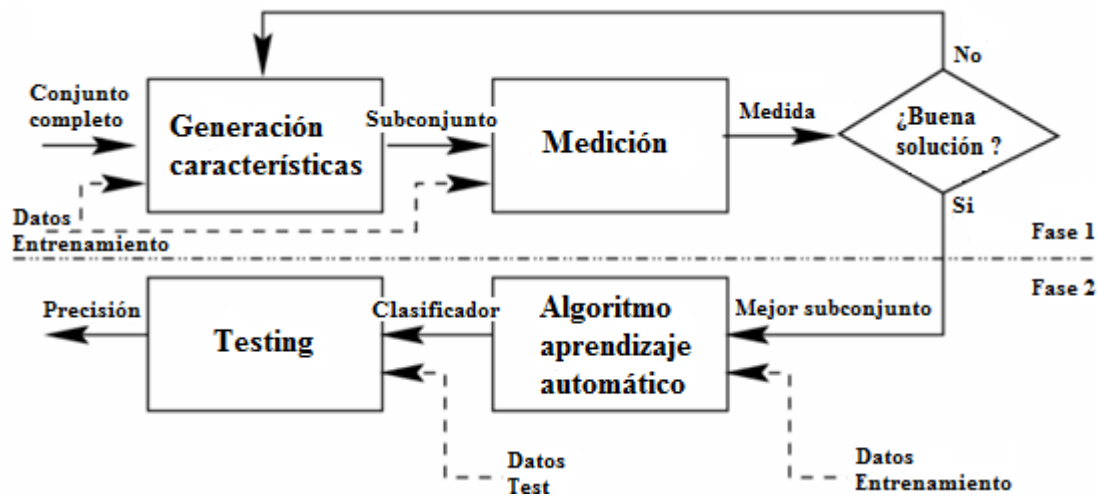 No
Conjunto
completo
Generación
características
Subconjunto
Medición
Medida
¿Buena
solución ?
Si
Datos
Entrenamiento
Fase 1
Fase 2
Precisión
Testing
Clasificador
Algoritmo
aprendizaje
automático
Mejor subconjunto
Datos
Test
Datos
Entrenamiento